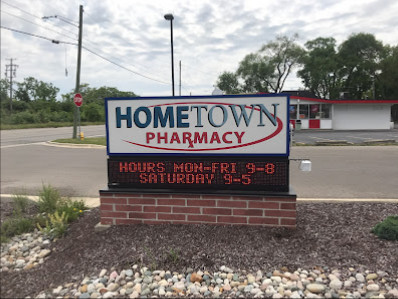 HOMETOWN
PHARMACY
HOURS MON-FRI 9-8
SATURDAY 9-5